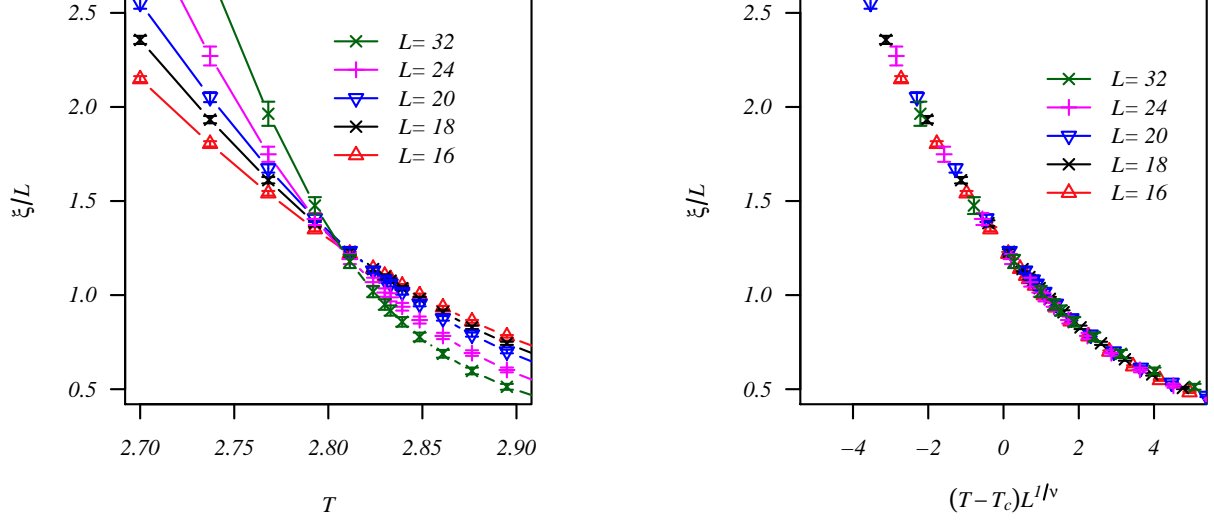 2.5
2.0
1.5
1.0
0.5
ξ/L
L= 32
L= 24
L= 20
L= 18
L= 16
2.70
2.75
2.80
2.85
2.90
T
2.5
2.0
1.5
1.0
0.5
ξ/L
L= 32
L= 24
L= 20
L= 18
L= 16
−4
−2
0
2
4
(T−T_c)L^{1/ν}